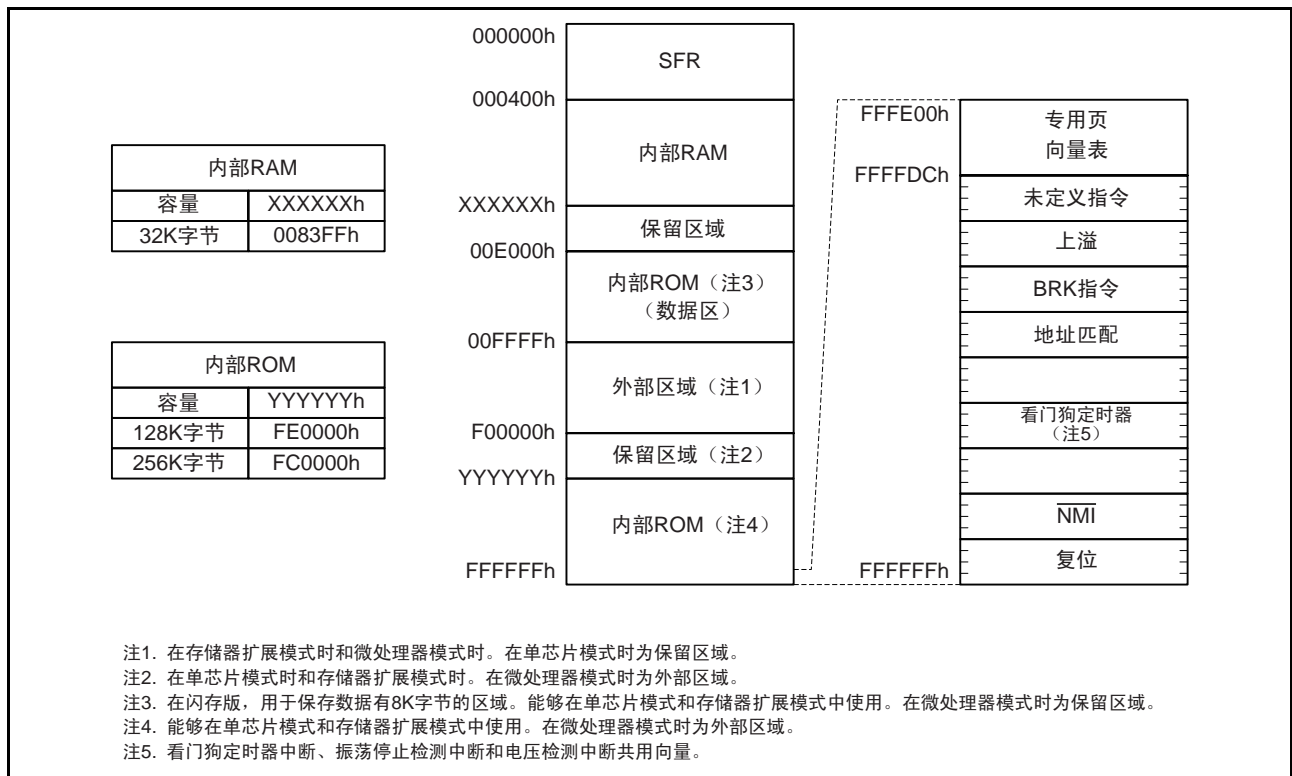 内部RAM
容量 XXXXXXh
32K字节 0083FFh
内部ROM
容量 YYYYYYh
128K字节 FE0000h
256K字节 FC0000h
000000h
SFR
000400h
内部RAM
XXXXXXh
保留区域
00E000h
内部ROM（注3）
（数据区）
00FFFFh
外部区域（注1）
F00000h
保留区域（注2）
YYYYYYh
内部ROM（注4）
FFFFFFh
FFFE00h
专用页
向量表
FFFFDCh
未定义指令
上溢
BRK指令
地址匹配
看门狗定时器
（注5）
NMI
复位
FFFFFFh
注1. 在存储器扩展模式时和微处理器模式时。在单芯片模式时为保留区域。
注2. 在单芯片模式时和存储器扩展模式时。在微处理器模式时为外部区域。
注3. 在闪存版，用于保存数据有8K字节的区域。能够在单芯片模式和存储器扩展模式中使用。在微处理器模式时为保留区域。
注4. 能够在单芯片模式和存储器扩展模式中使用。在微处理器模式时为外部区域。
注5. 看门狗定时器中断、振荡停止检测中断和电压检测中断共用向量。